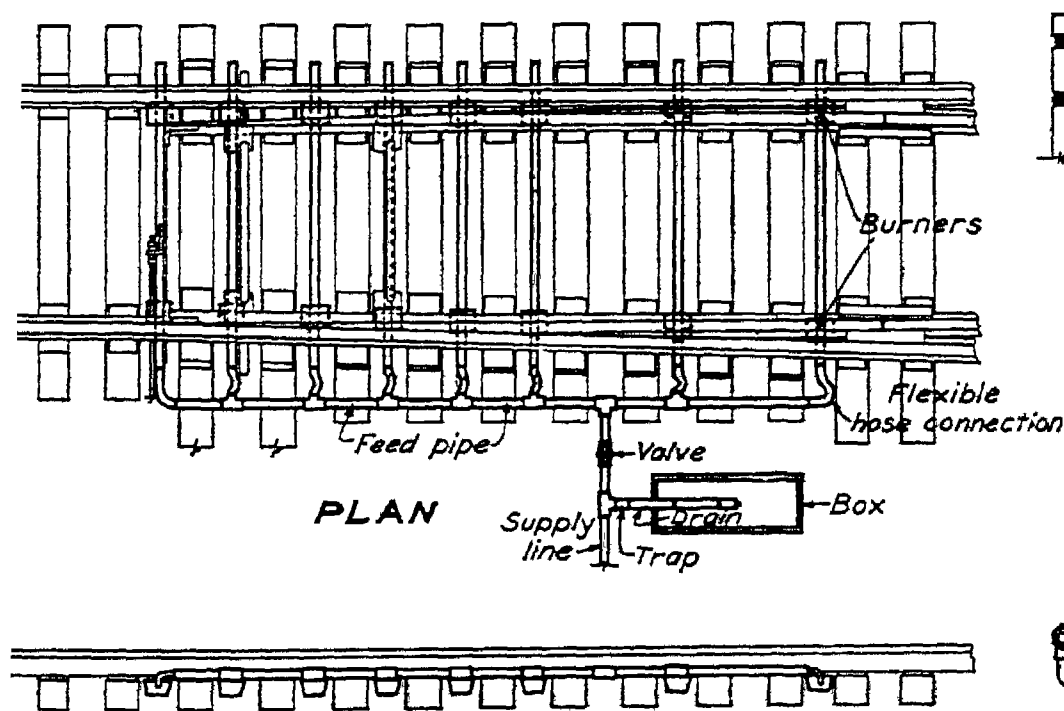 Burners
Flexible
hose connection
Feed pipe
Valve
PLAN
Box
Drain
Supply
line
Trap